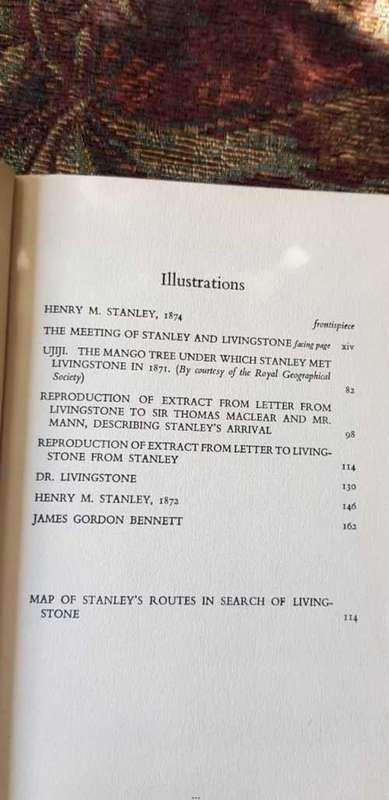 Illustrations
HENRY M. STANLEY, 1874 frontispiece
THE MEETING OF STANLEY AND LIVINGSTONE facing page xiv
UJIJI. THE MANGO TREE UNDER WHICH STANLEY MET
LIVINGSTONE IN 1871. (By courtesy of the Royal Geographical
Society) 82
REPRODUCTION OF EXTRACT FROM LETTER FROM
LIVINGSTONE TO SIR THOMAS MACLEAR AND MR.
MANN, DESCRIBING STANLEY'S ARRIVAL 98
REPRODUCTION OF EXTRACT FROM LETTER TO LIVING-
STONE FROM STANLEY 114
DR. LIVINGSTONE 130
HENRY M. STANLEY, 1872 146
JAMES GORDON BENNETT 162
MAP OF STANLEY'S ROUTES IN SEARCH OF LIVING-
STONE 114